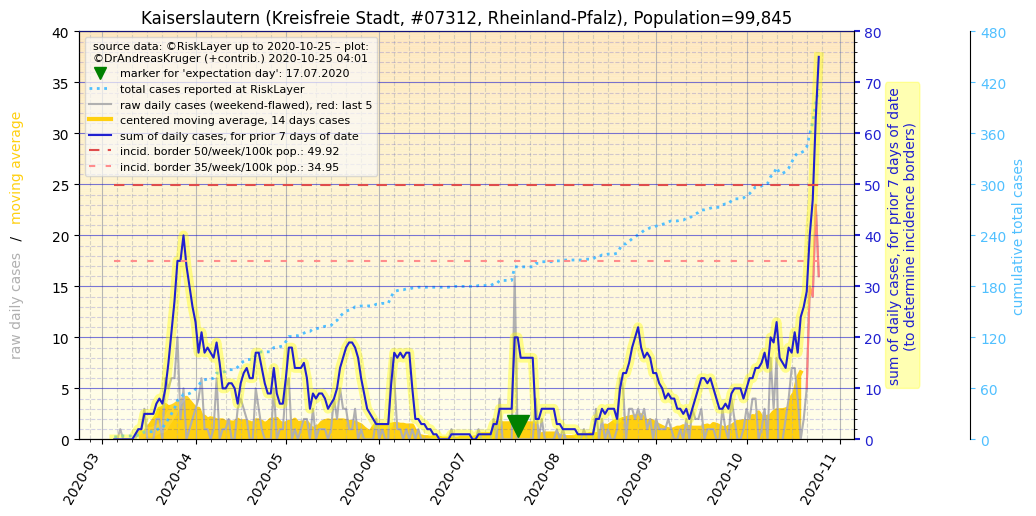 Kaiserslautern (Kreisfreie Stadt, #07312, Rheinland-Pfalz), Population=99,845
source data: ©RiskLayer up to 2020-10-25 – plot:
©DrAndreasKruger (+contrib.) 2020-10-25 04:01
marker for 'expectation day': 17.07.2020
total cases reported at RiskLayer
raw daily cases (weekend-flawed), red: last 5
centered moving average, 14 days cases
sum of daily cases, for prior 7 days of date
incid. border 50/week/100k pop.: 49.92
incid. border 35/week/100k pop.: 34.95
raw daily cases / moving average
40
35
30
25
20
15
10
5
0
2020-03
2020-04
2020-05
2020-06
2020-07
2020-08
2020-09
2020-10
2020-11
80
70
60
50
40
30
20
10
0
sum of daily cases, for prior 7 days of date
(to determine incidence borders)
480
420
360
300
240
180
120
60
0
cumulative total cases